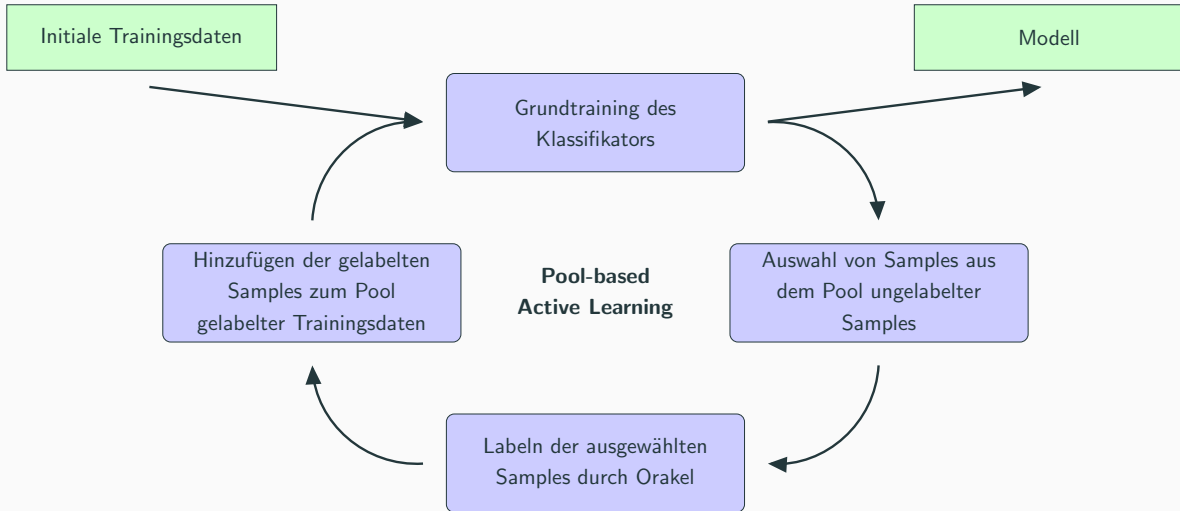 Initiale Trainingsdaten
Modell
Grundtraining des
Klassifikators
Hinzufügen der gelabelten
Samples zum Pool
gelabelter Trainingsdaten
Pool-based
Active Learning
Auswahl von Samples aus
dem Pool ungelabelter
Samples
Labeln der ausgewählten
Samples durch Orakel